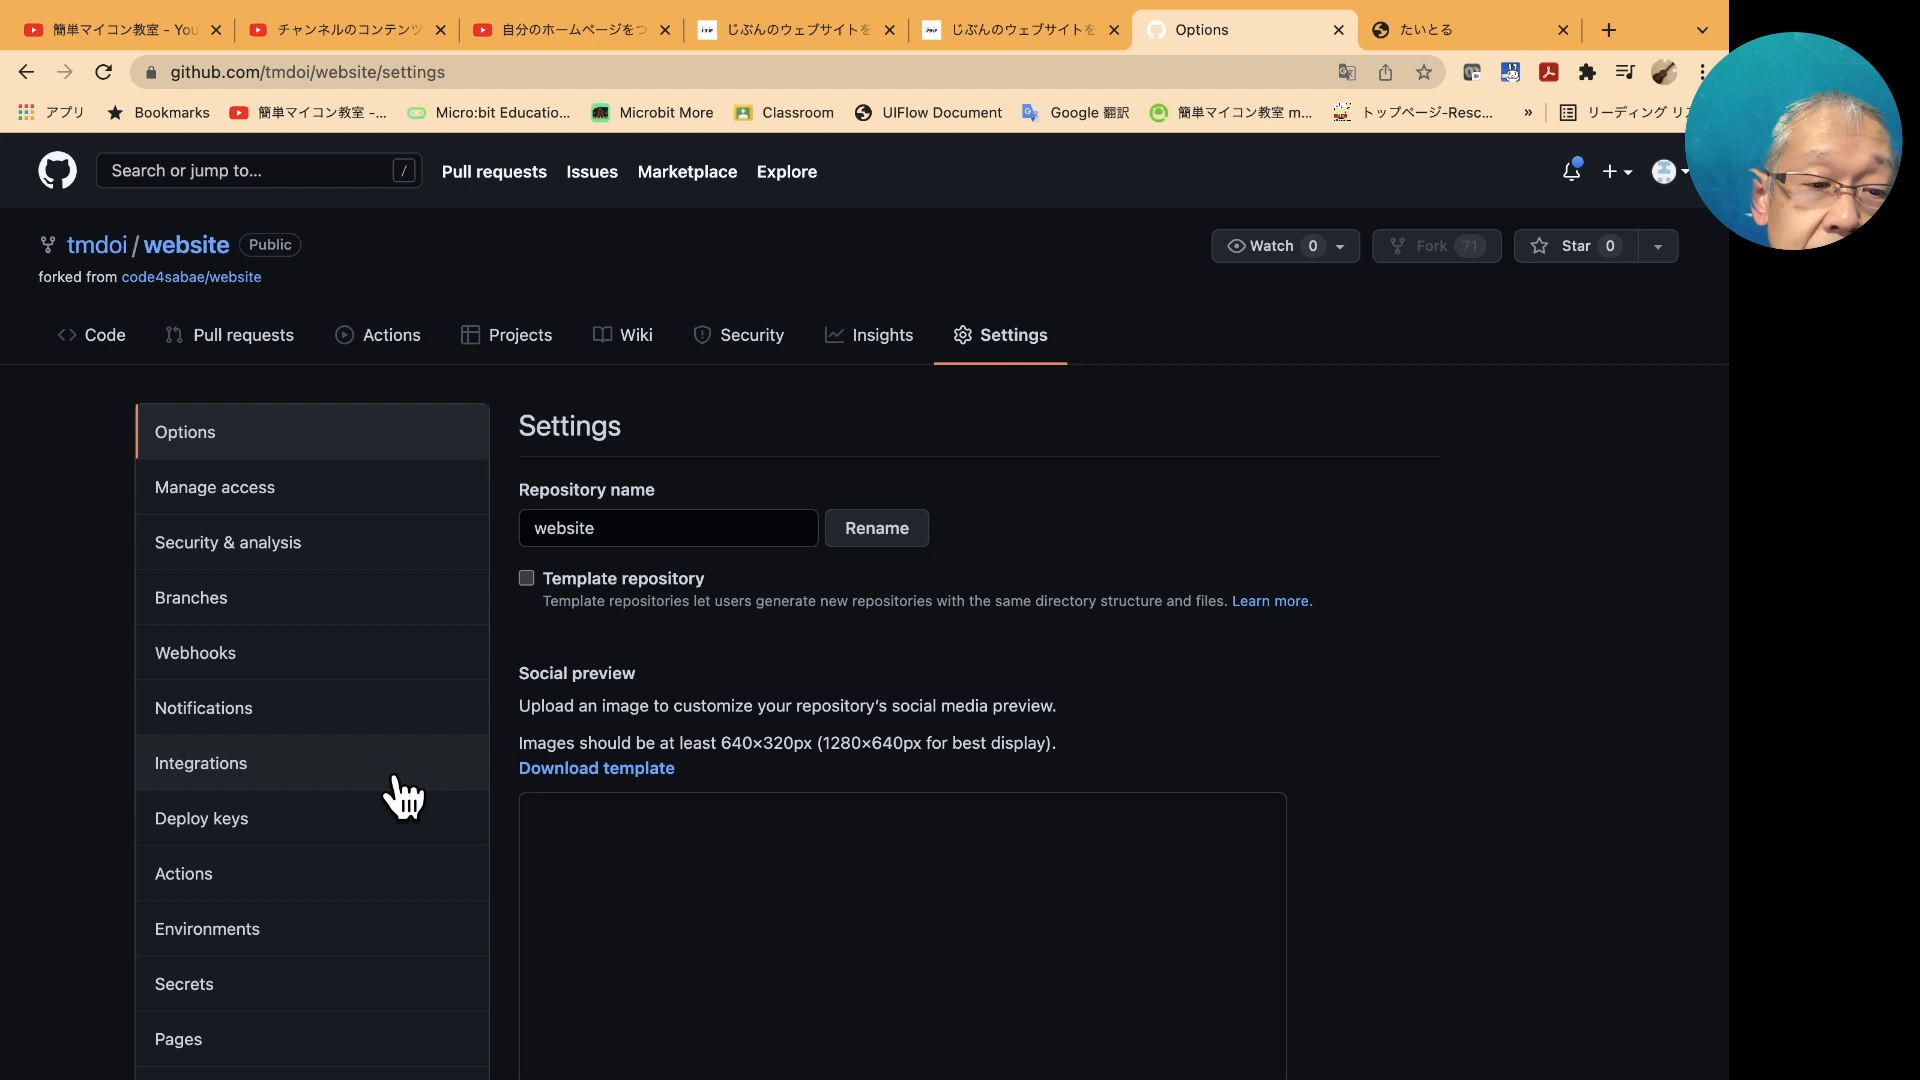 簡単マイコン教室 - You
チャンネルのコンテンツ
自分のホームページをつ
じぶんのウェブサイトを
じぶんのウェブサイトを
Options
たいとる
github.com/tmdoi/website/settings
アプリ
Bookmarks
簡単マイコン教室 -...
Micro:bit Educatio...
Microbit More
Classroom
UIFlow Document
Google 翻訳
簡単マイコン教室 m...
トップページ-Resc...
»
リーディング リス
Search or jump to...
/
Pull requests
Issues
Marketplace
Explore
tmdoi / website
Public
Watch 0
Fork 71
Star 0
forked from code4sabae/website
Code
Pull requests
Actions
Projects
Wiki
Security
Insights
Settings
Options
Manage access
Security & analysis
Branches
Webhooks
Notifications
Integrations
Deploy keys
Actions
Environments
Secrets
Pages
Settings
Repository name
website
Rename
Template repository
Template repositories let users generate new repositories with the same directory structure and files. Learn more.
Social preview
Upload an image to customize your repository's social media preview.
Images should be at least 640×320px (1280×640px for best display).
Download template